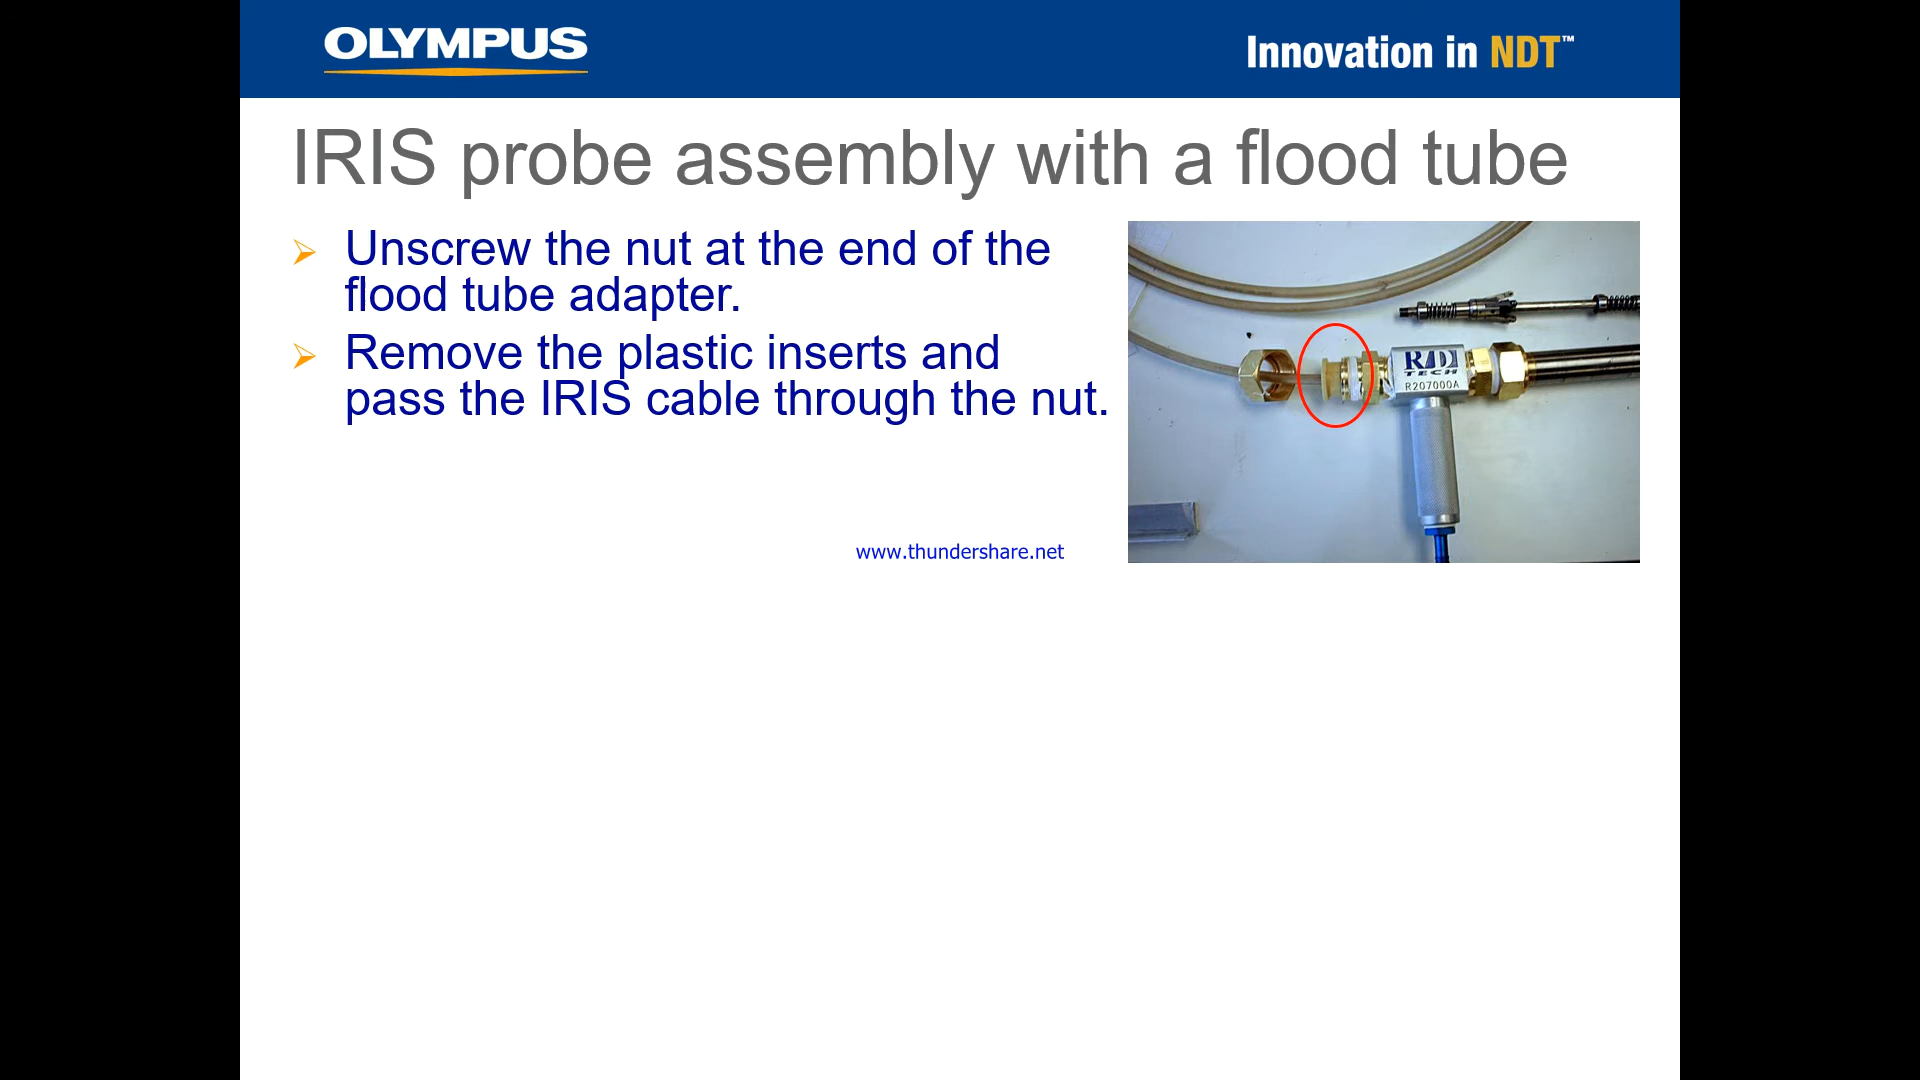 OLYMPUS
Innovation in NDT™
IRIS probe assembly with a flood tube
Unscrew the nut at the end of the
flood tube adapter.
Remove the plastic inserts and
pass the IRIS cable through the nut.
R/D TECH
R207000A
www.thundershare.net